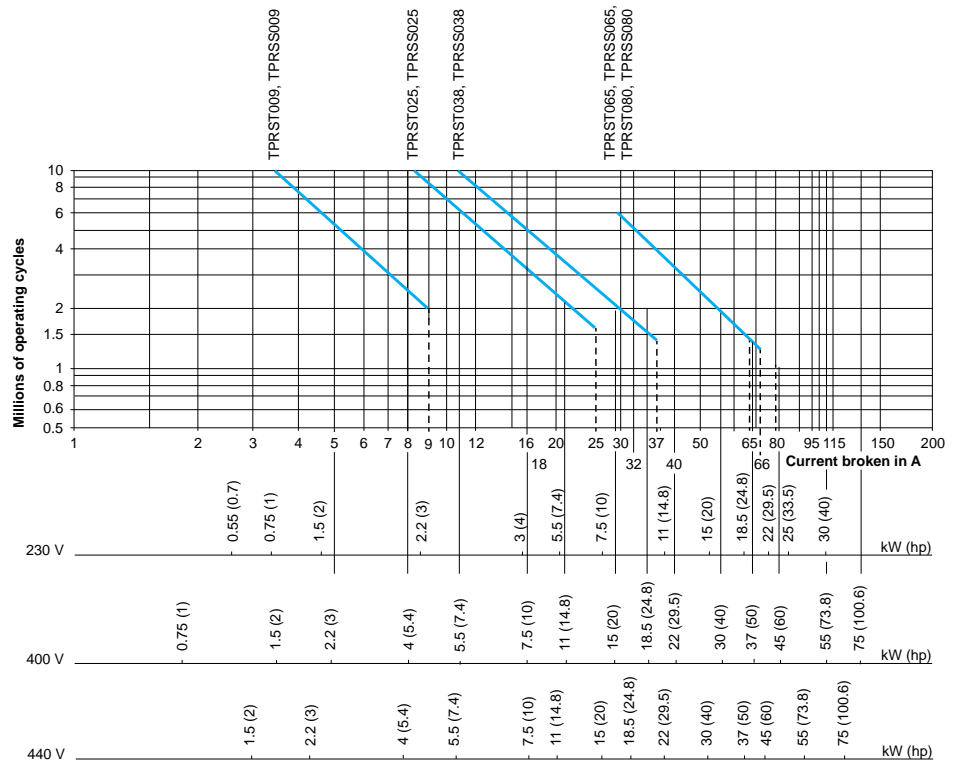 TPRST009, TPRSS009
TPRST025, TPRSS025
TPRST038, TPRSS038
TPRST065, TPRSS065,
TPRST080, TPRSS080
Millions of operating cycles
10
8
6
4
2
1.5
1
0.8
0.6
0.5
1 2 3 4 5 6 7 8 9 10 12 16 20 25 30 37 50 65 80 95 115 150 200
18 32 40 66 Current broken in A
0.55 (0.7) 0.75 (1) 1.5 (2) 2.2 (3) 3 (4) 5.5 (7.4) 7.5 (10) 11 (14.8) 15 (20) 18.5 (24.8) 22 (29.5) 25 (33.5) 30 (40)
230 V kW (hp)
0.75 (1) 1.5 (2) 2.2 (3) 4 (5.4) 5.5 (7.4) 7.5 (10) 11 (14.8) 15 (20) 18.5 (24.8) 22 (29.5) 30 (40) 37 (50) 45 (60) 55 (73.8) 75 (100.6)
400 V kW (hp)
1.5 (2) 2.2 (3) 4 (5.4) 5.5 (7.4) 7.5 (10) 11 (14.8) 15 (20) 18.5 (24.8) 22 (29.5) 30 (40) 37 (50) 45 (60) 55 (73.8) 75 (100.6)
440 V kW (hp)